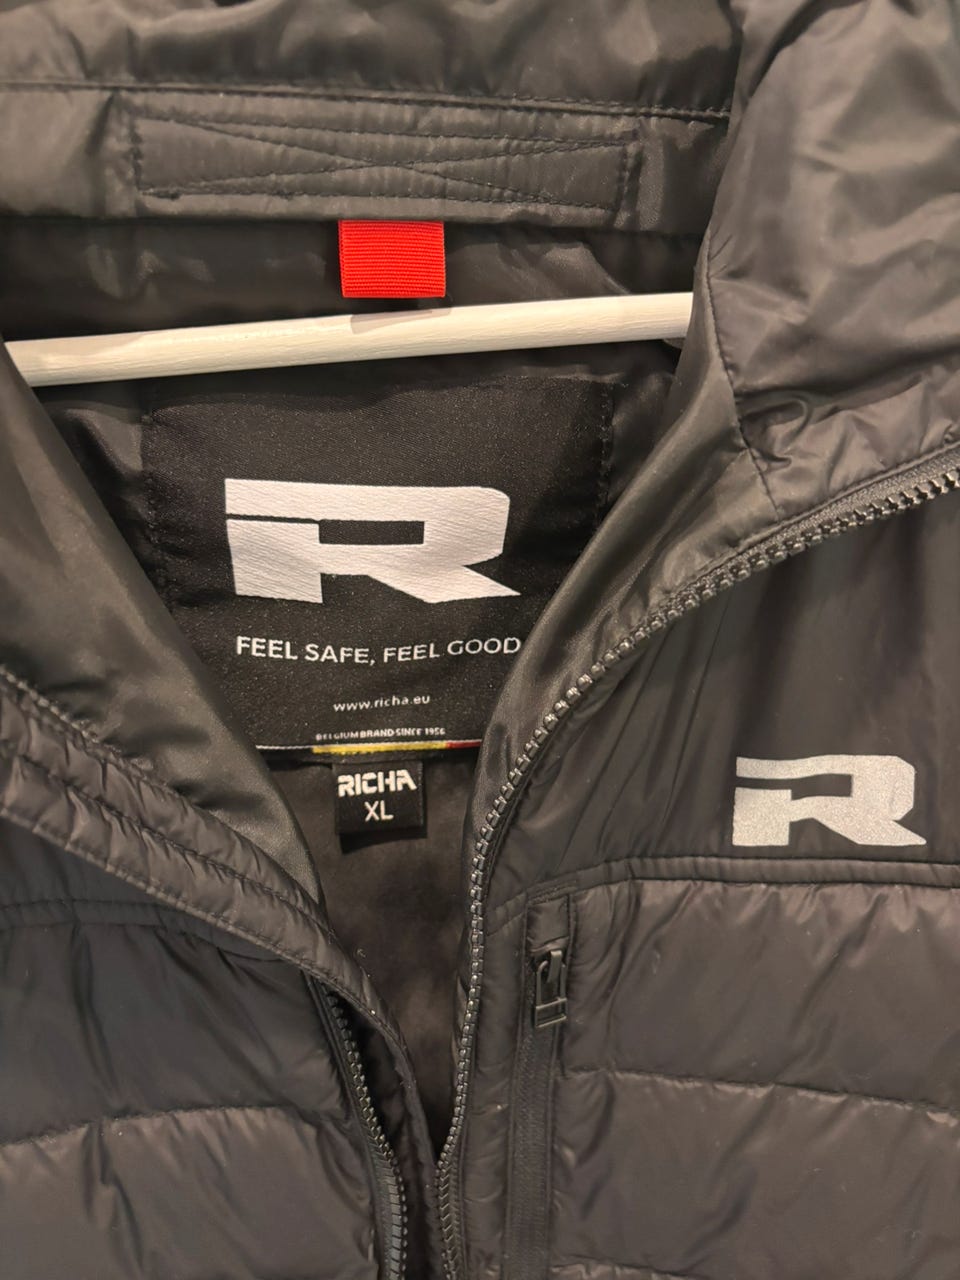 R
FEEL SAFE, FEEL GOOD
www.richa.eu
BELGIUM BRAND SINCE 1956
RICHA
XL
R